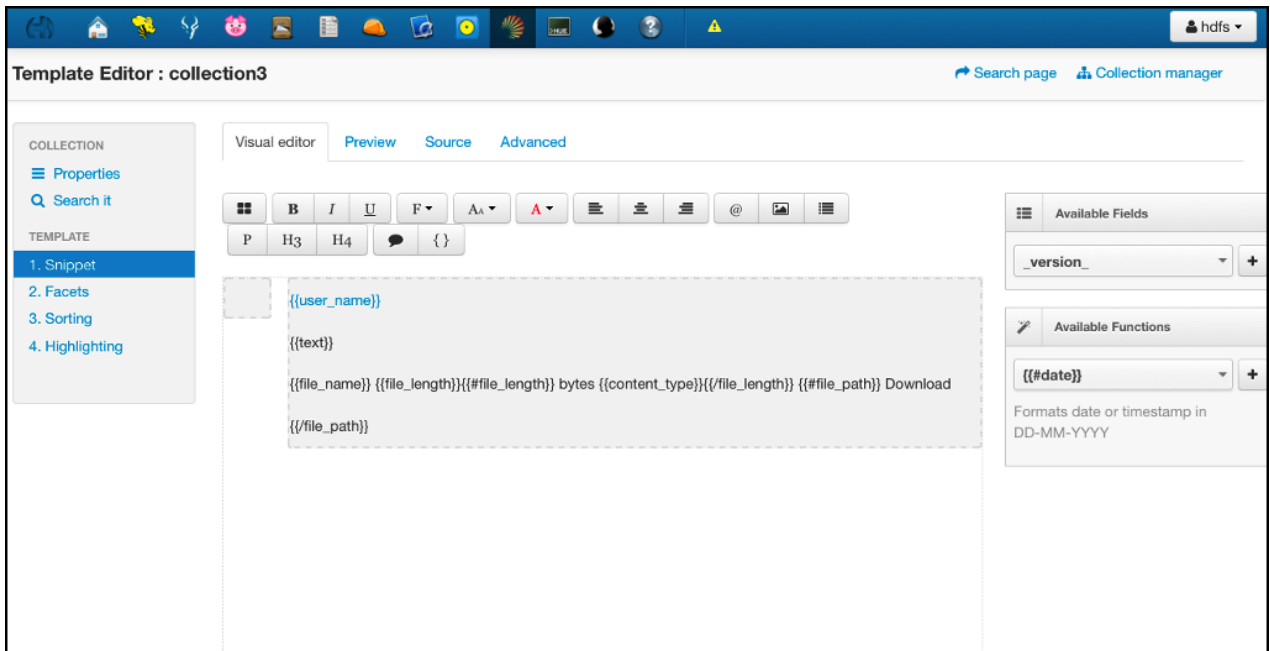 HUE
hdfs
Template Editor : collection3
Search page Collection manager
COLLECTION
Properties
Search it
TEMPLATE
1. Snippet
2. Facets
3. Sorting
4. Highlighting
Visual editor Preview Source Advanced
B I U F AA A @
P H3 H4 { }
{{user_name}}
{{text}}
{{file_name}} {{file_length}}{{#file_length}} bytes {{content_type}}{{/file_length}} {{#file_path}} Download
{{/file_path}}
Available Fields
_version_ +
Available Functions
{{#date}} +
Formats date or timestamp in
DD-MM-YYYY